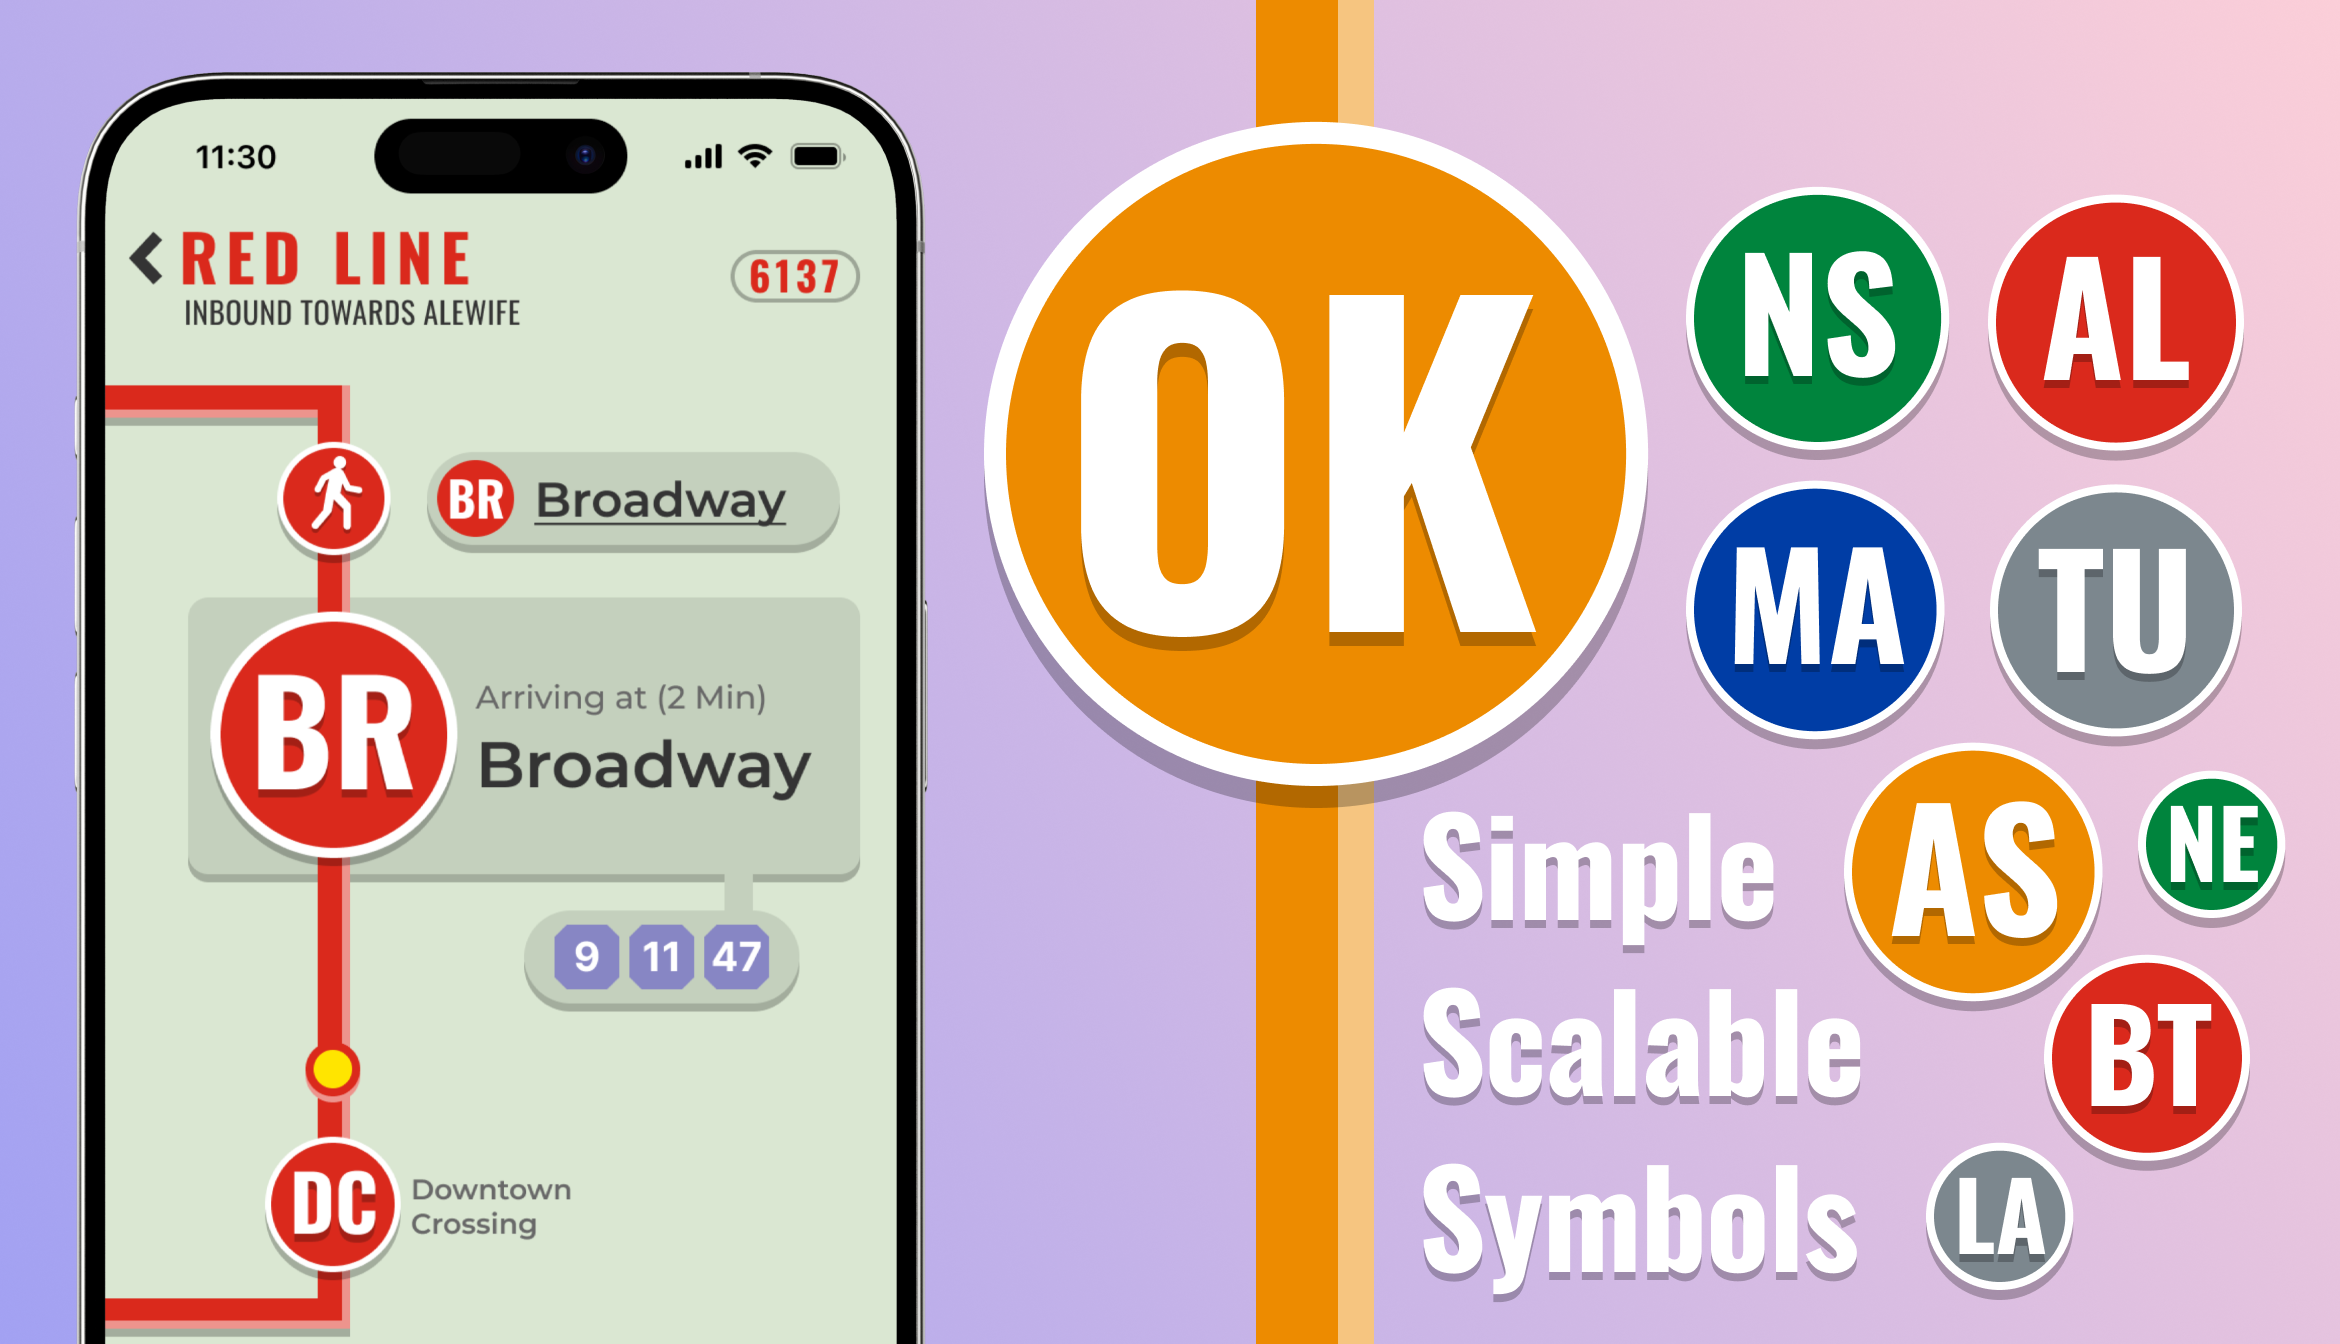 11:30
RED LINE
6137
INBOUND TOWARDS ALEWIFE
BR Broadway
BR
Arriving at (2 Min)
Broadway
9 11 47
DC
Downtown
Crossing
OK
NS AL
MA TU
Simple
AS NE
Scalable
BT
Symbols
LA